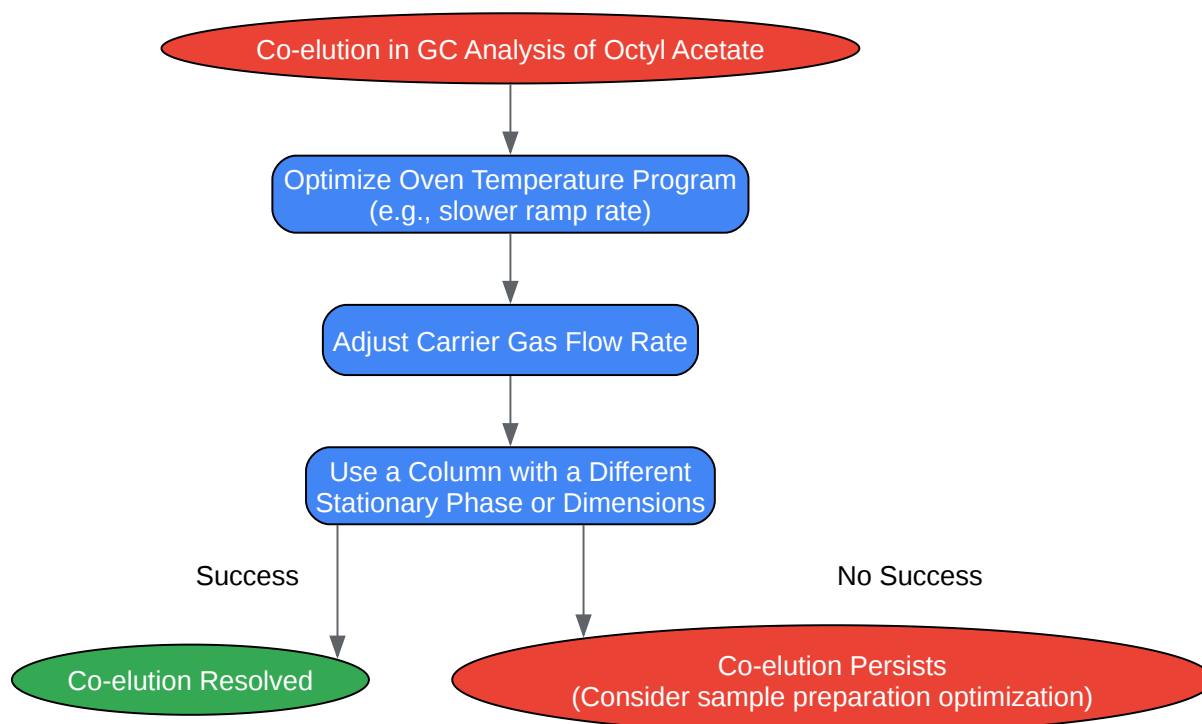 Co-elution in GC Analysis of Octyl Acetate
Optimize Oven Temperature Program
(e.g., slower ramp rate)
Adjust Carrier Gas Flow Rate
Use a Column with a Different
Stationary Phase or Dimensions
Success
No Success
Co-elution Resolved
Co-elution Persists
(Consider sample preparation optimization)